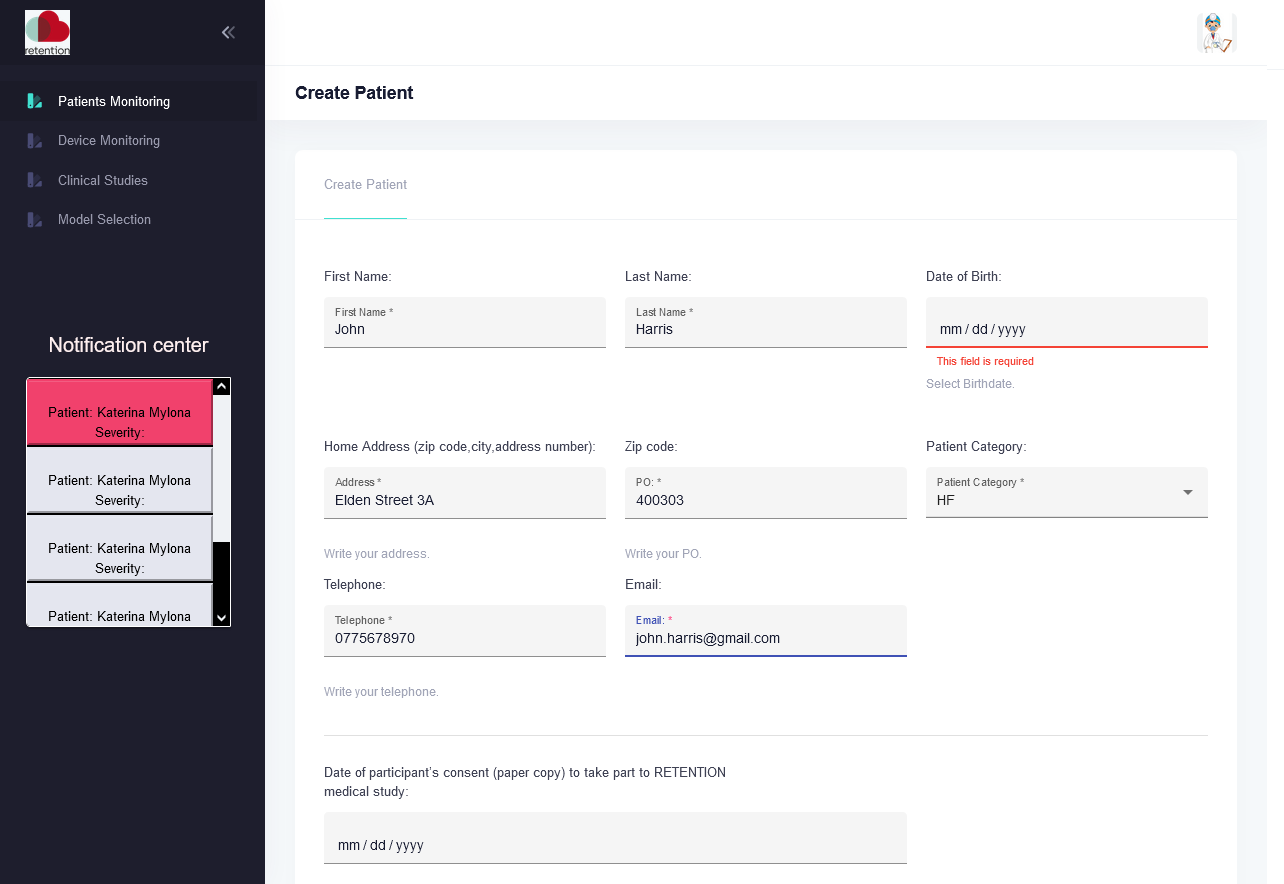 retention
Patients Monitoring
Device Monitoring
Clinical Studies
Model Selection
Notification center
Patient: Katerina Mylona
Severity:
Patient: Katerina Mylona
Severity:
Patient: Katerina Mylona
Severity:
Patient: Katerina Mylona
Create Patient
Create Patient
First Name:
First Name *
John
Last Name:
Last Name *
Harris
Date of Birth:
mm / dd / yyyy
This field is required
Select Birthdate.
Home Address (zip code,city,address number):
Address *
Elden Street 3A
Write your address.
Zip code:
PO: *
400303
Write your PO.
Patient Category:
Patient Category *
HF
Telephone:
Telephone *
0775678970
Write your telephone.
Email:
Email: *
john.harris@gmail.com
Date of participant's consent (paper copy) to take part to RETENTION
medical study:
mm / dd / yyyy